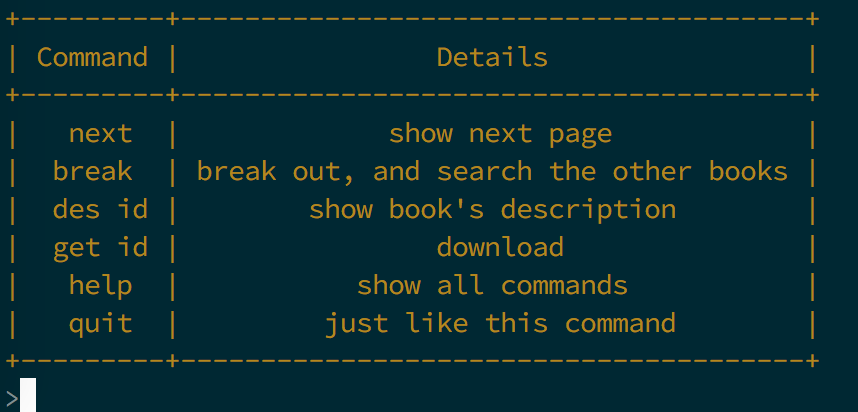 +---------+---------------------------------------+
| Command |                Details                |
+---------+---------------------------------------+
|   next  |             show next page            |
|  break  | break out, and search the other books |
|  des id |        show book's description        |
|  get id |                download               |
|   help  |           show all commands           |
|   quit  |         just like this command        |
+---------+---------------------------------------+
>